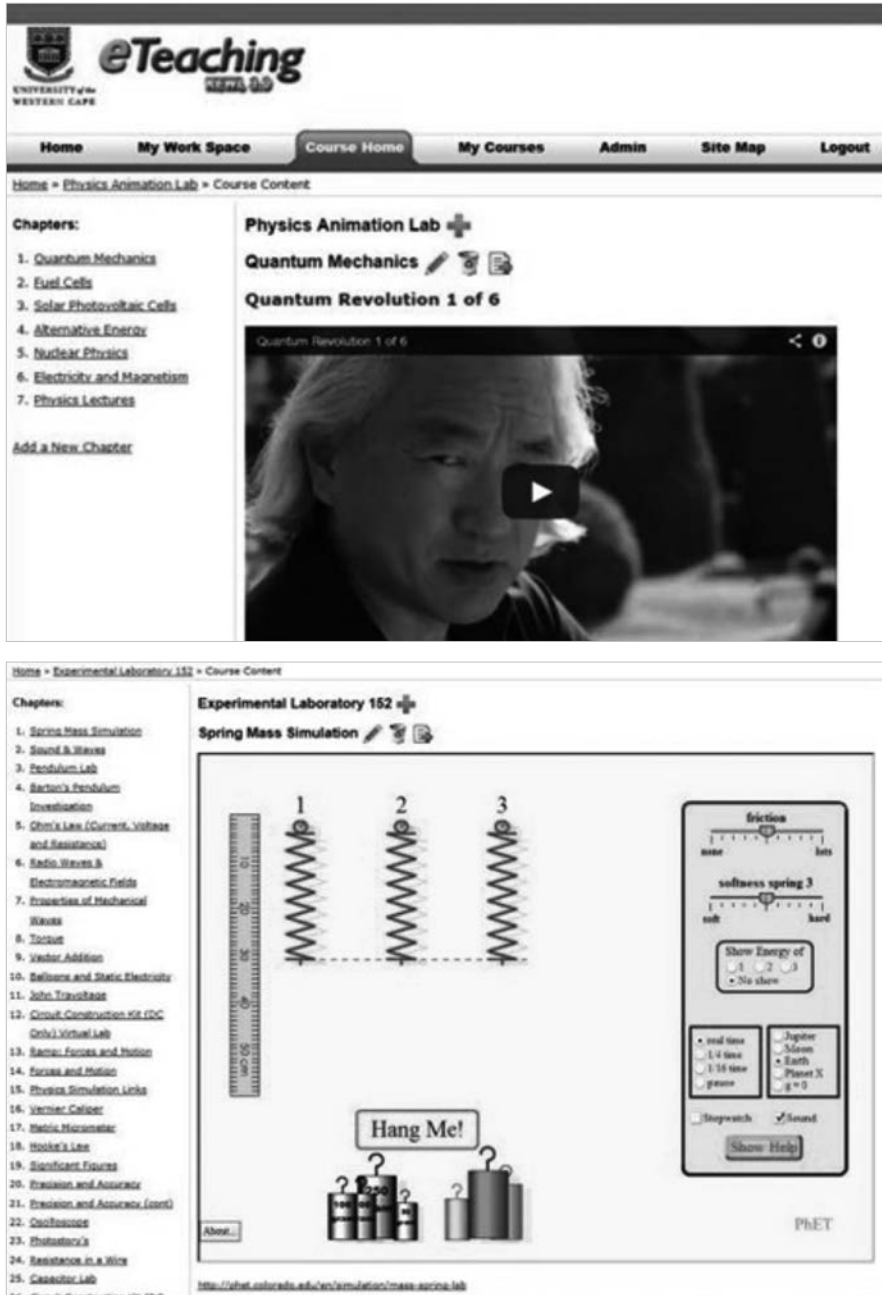 UNIVERSITY of the
WESTERN CAPE
eTeaching
Home My Work Space Course Home My Courses Admin Site Map Logout
Home » Physics Animation Lab » Course Content
Chapters:
1. Quantum Mechanics
2. Fuel Cells
3. Solar Photovoltaic Cells
4. Alternative Energy
5. Nuclear Physics
6. Electricity and Magnetism
7. Physics Lectures
Add a New Chapter
Physics Animation Lab
Quantum Mechanics
Quantum Revolution 1 of 6
Quantum Revolution 1 of 6
Home » Experimental Laboratory 152 » Course Content
Chapters:
1. Spring Mass Simulation
2. Sound & Waves
3. Pendulum Lab
4. Barton's Pendulum
Investigation
5. Ohm's Law (Current, Voltage
and Resistance)
6. Radio Waves &
Electromagnetic Fields
7. Properties of Mechanical
Waves
8. Torque
9. Vector Addition
10. Balloons and Static Electricity
11. John Travoltage
12. Circuit Construction Kit (DC
Only) Virtual Lab
13. Ramp: Forces and Motion
14. Forces and Motion
15. Physics Simulation Links
16. Vernier Caliper
17. Metric Micrometer
18. Hooke's Law
19. Significant Figures
20. Precision and Accuracy
21. Precision and Accuracy (cont)
22. Oscilloscope
23. Photostory's
24. Resistance in a Wire
25. Capacitor Lab
Experimental Laboratory 152
Spring Mass Simulation
1 2 3
10
20
30
40
50 cm
friction
none lots
softness spring 3
soft hard
Show Energy of
1 2 3
No show
real time
1/4 time
1/16 time
pause
Jupiter
Moon
Earth
Planet X
g = 0
Stopwatch Sound
Show Help
Hang Me!
100
250
About...
PhET
http://phet.colorado.edu/en/simulation/mass-spring-lab